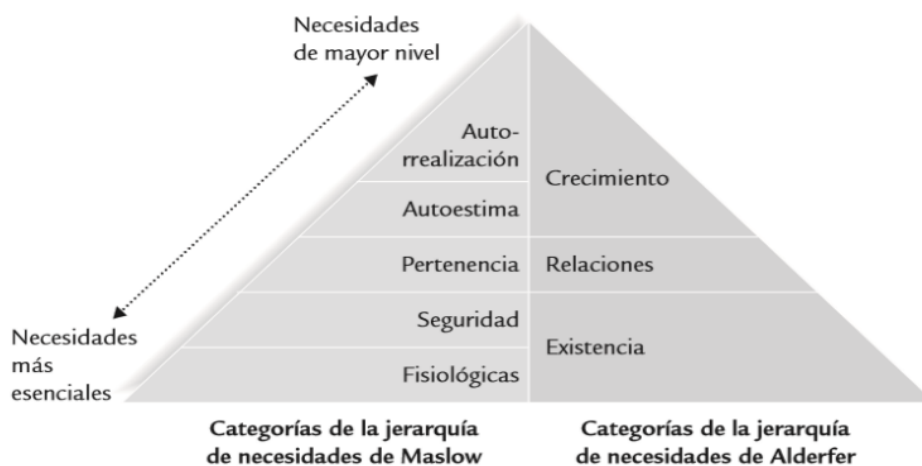 Necesidades
de mayor nivel
Auto-
rrealización
Crecimiento
Autoestima
Pertenencia
Relaciones
Seguridad
Necesidades
más
esenciales
Existencia
Fisiológicas
Categorías de la jerarquía
de necesidades de Maslow
Categorías de la jerarquía
de necesidades de Alderfer